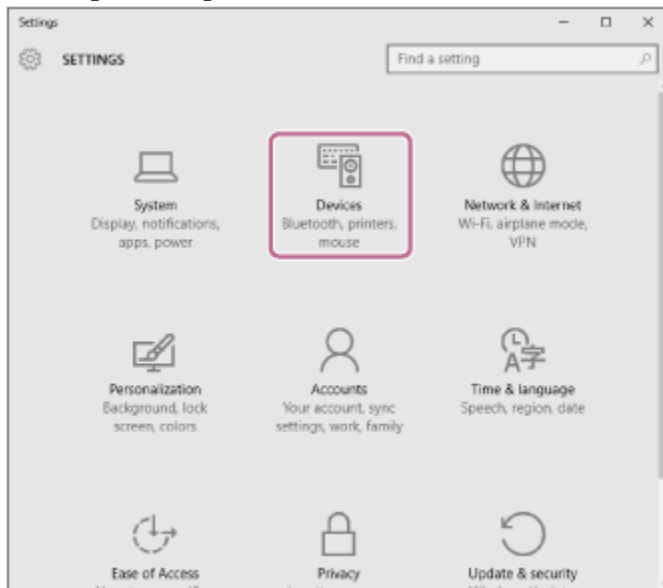 Settings
SETTINGS
Find a setting
System
Display, notifications,
apps, power
Devices
Bluetooth, printers,
mouse
Network & Internet
Wi-Fi, airplane mode,
VPN
Personalization
Background, lock
screen, colors
Accounts
Your account, sync
settings, work, family
Time & language
Speech, region, date
Ease of Access
Privacy
Update & security